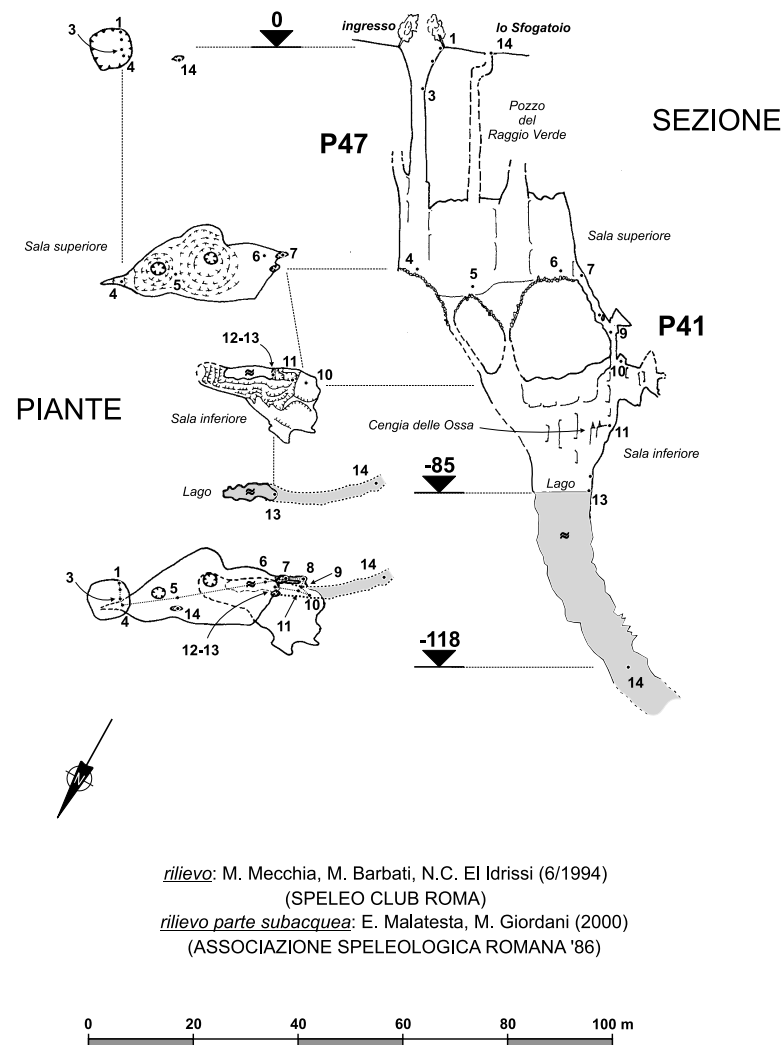 1
3
4
14
0
ingresso
lo Sfogatoio
1
14
3
Pozzo
del
Raggio Verde
SEZIONE
P47
Sala superiore
4
5
6
7
Sala superiore
4
5
6
7
8
9
P41
10
12-13
11
10
PIANTE
Sala inferiore
Cengia delle Ossa
11
Sala inferiore
Lago
14
13
-85
Lago
13
≈
1
3
4
5
14
6
7
8
9
14
10
11
12-13
-118
14
N
rilievo: M. Mecchia, M. Barbati, N.C. El Idrissi (6/1994)
(SPELEO CLUB ROMA)
rilievo parte subacquea: E. Malatesta, M. Giordani (2000)
(ASSOCIAZIONE SPELEOLOGICA ROMANA '86)
0 20 40 60 80 100 m